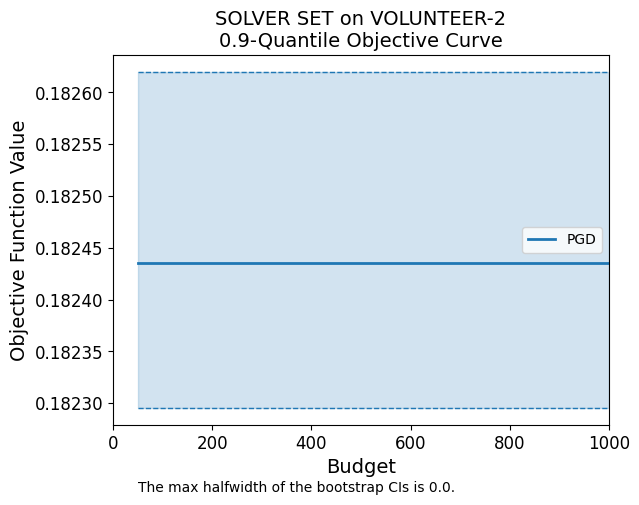 SOLVER SET on VOLUNTEER-2
0.9-Quantile Objective Curve
Objective Function Value
0.18260
0.18255
0.18250
0.18245
0.18240
0.18235
0.18230
PGD
0 200 400 600 800 1000
Budget
The max halfwidth of the bootstrap CIs is 0.0.